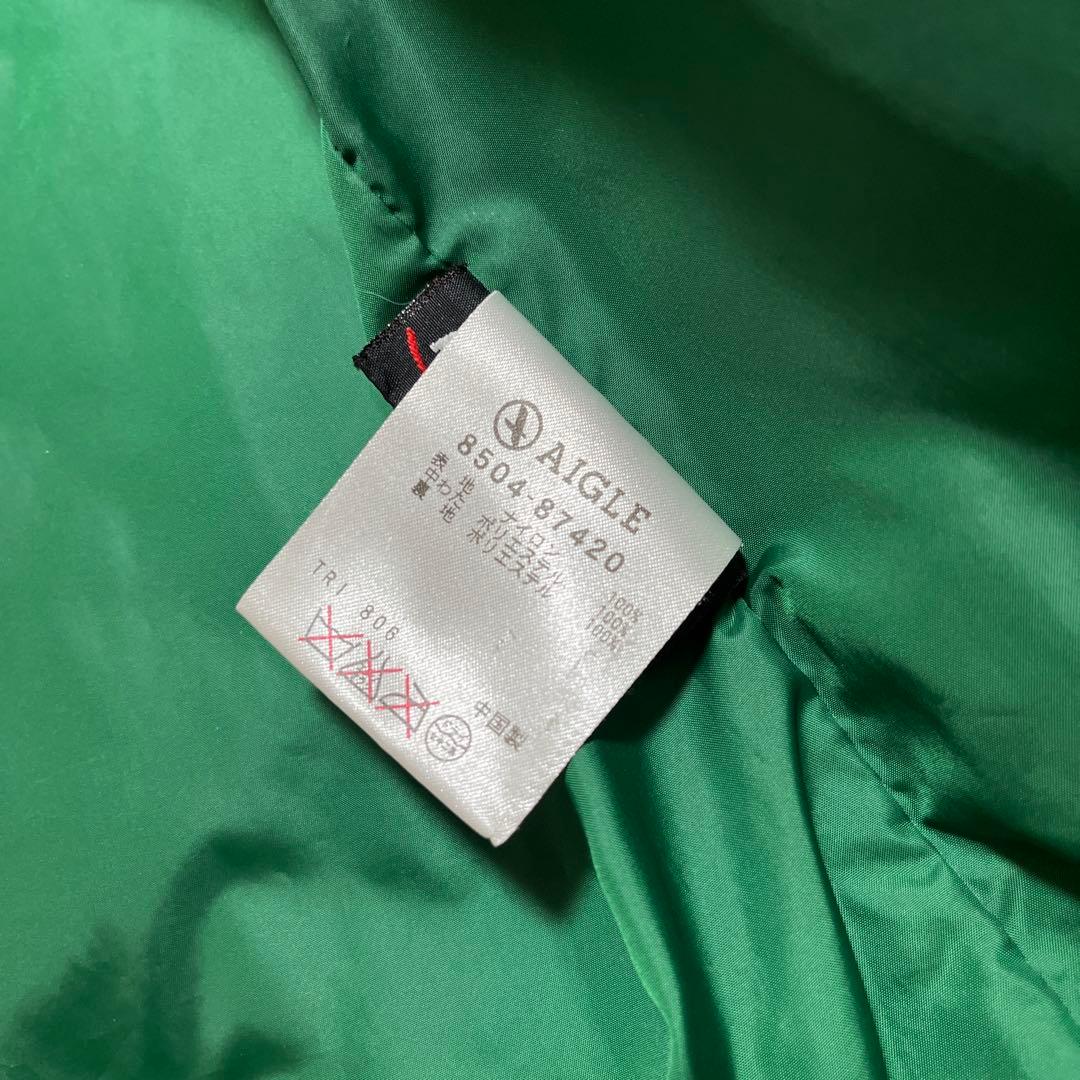 AIGLE
8504-87420
表地 ナイロン 100%
中わた ポリエステル 100%
裏地 ポリエステル 100%
TRI 806
中国製